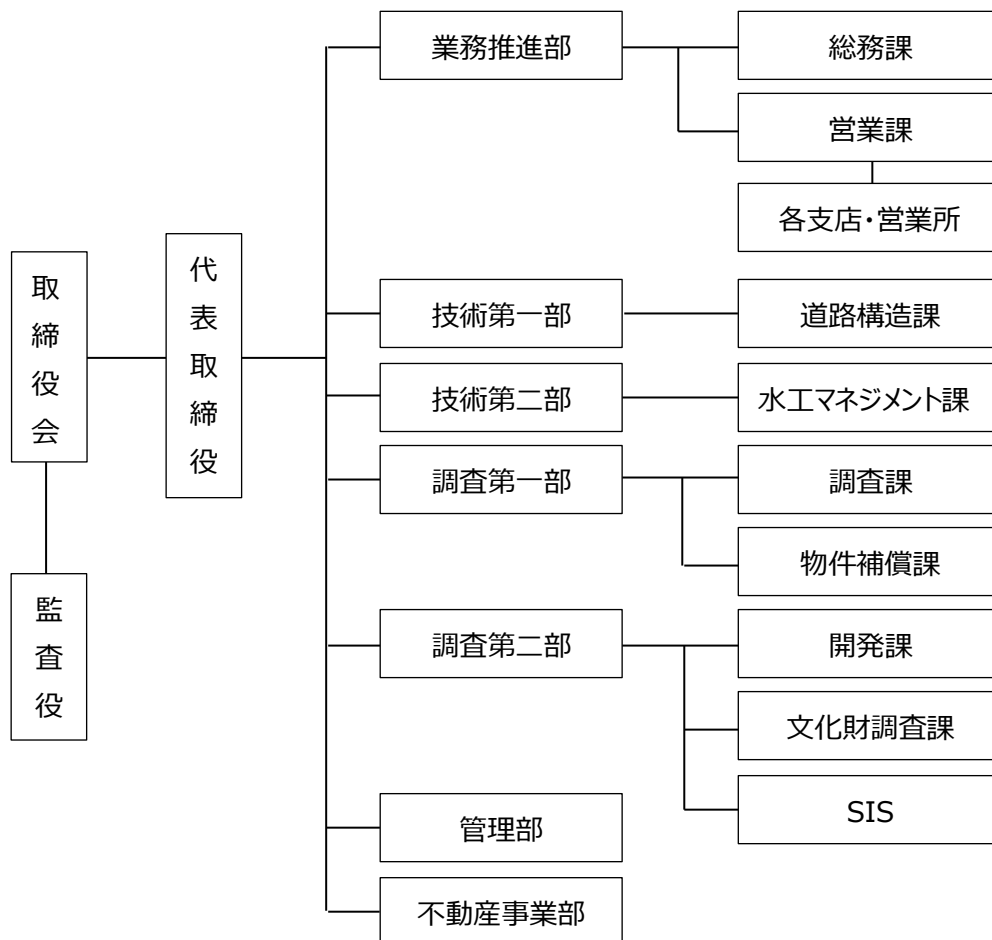 取締役会
監査役
代表取締役
業務推進部
総務課
営業課
各支店・営業所
技術第一部
道路構造課
技術第二部
水工マネジメント課
調査第一部
調査課
物件補償課
調査第二部
開発課
文化財調査課
SIS
管理部
不動産事業部